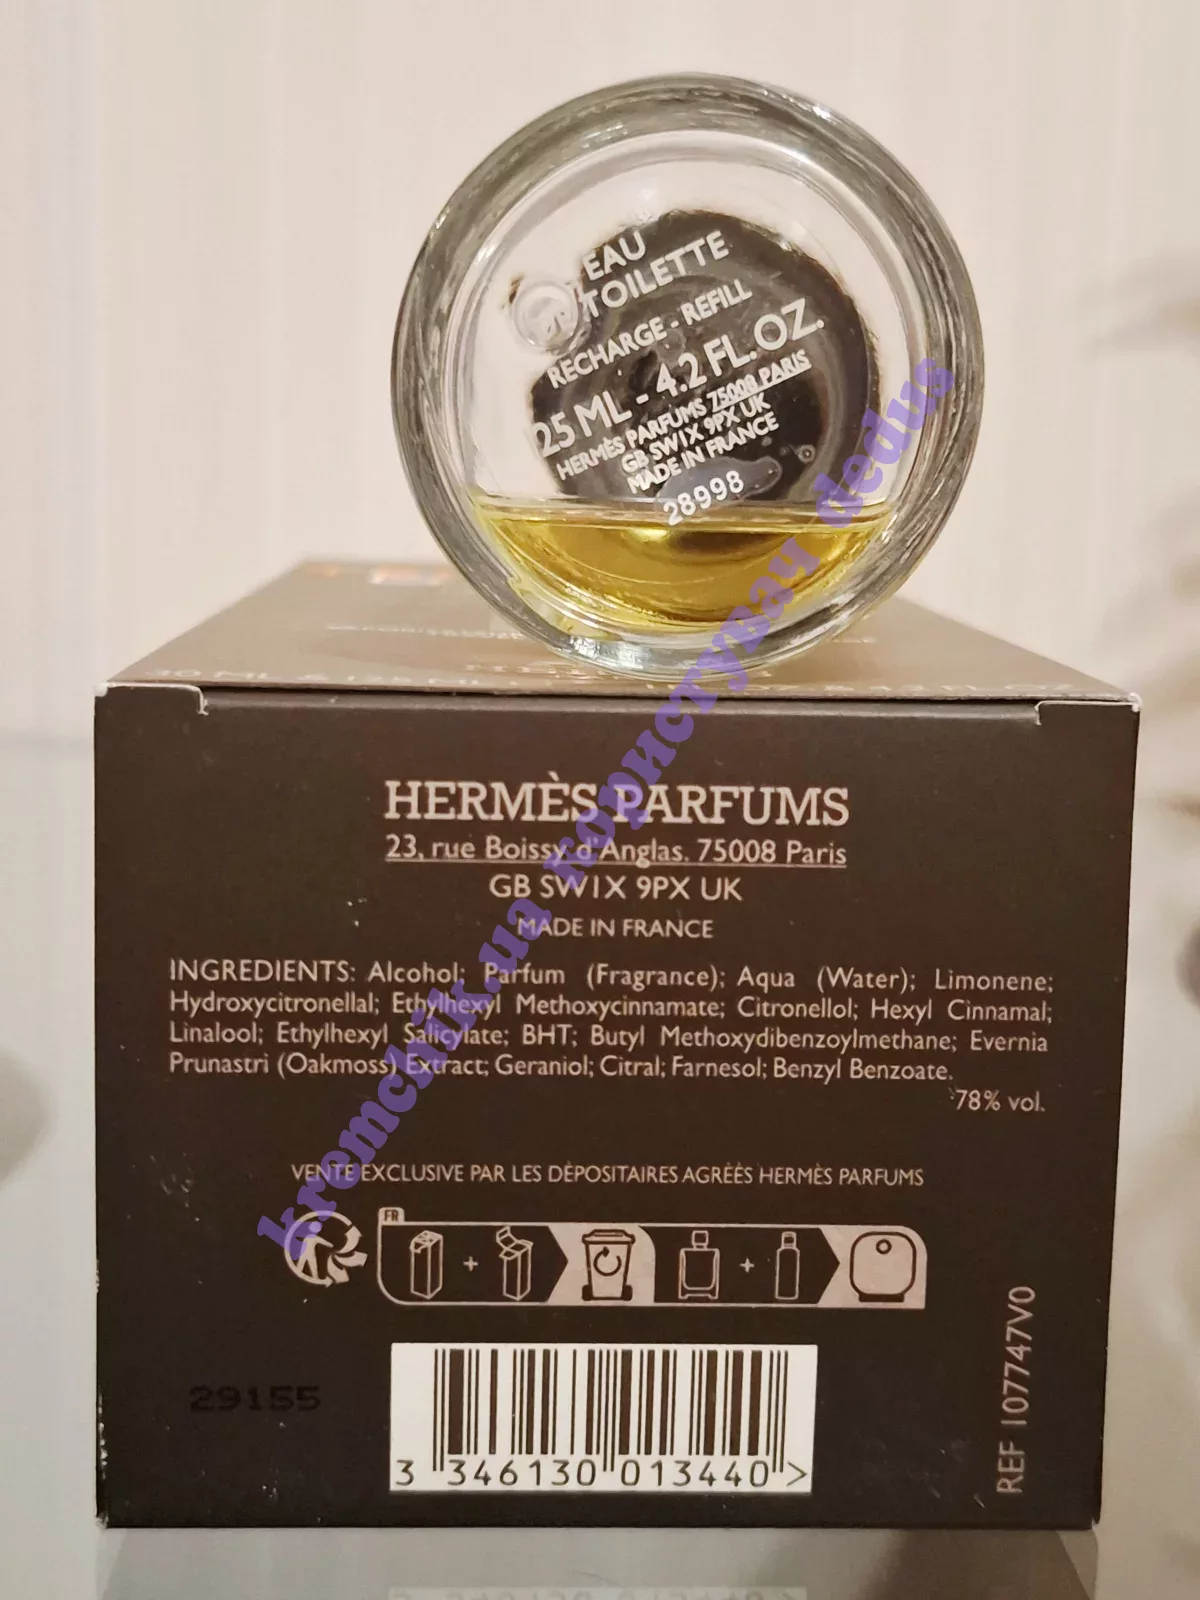 EAU
TOILETTE
RECHARGE - REFILL
125 ML - 4.2 FL.OZ.
HERMÈS PARFUMS 75008 PARIS
GB SW1X 9PX UK
MADE IN FRANCE
28998
HERMÈS PARFUMS
23, rue Boissy d'Anglas, 75008 Paris
GB SW1X 9PX UK
MADE IN FRANCE
INGREDIENTS: Alcohol; Parfum (Fragrance); Aqua (Water); Limonene;
Hydroxycitronellal; Ethylhexyl Methoxycinnamate; Citronellol; Hexyl Cinnamal;
Linalool; Ethylhexyl Salicylate; BHT; Butyl Methoxydibenzoylmethane; Evernia
Prunastri (Oakmoss) Extract; Geraniol; Citral; Farnesol; Benzyl Benzoate.
78% vol.
VENTE EXCLUSIVE PAR LES DÉPOSITAIRES AGRÉÉS HERMÈS PARFUMS
FR
29155
3 346130 013440 >
REF 107747V0
kremchik.ua користувач dedus